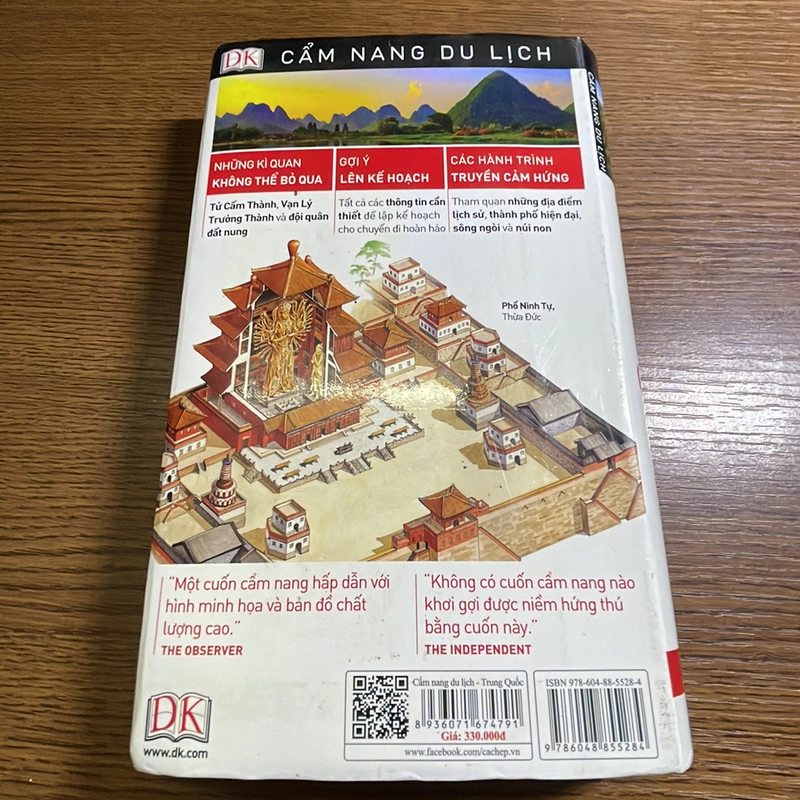 DK CẨM NANG DU LỊCH
CẨM NANG DU LỊCH
NHỮNG KÌ QUAN
KHÔNG THỂ BỎ QUA
GỢI Ý
LÊN KẾ HOẠCH
CÁC HÀNH TRÌNH
TRUYỀN CẢM HỨNG
Tử Cấm Thành, Vạn Lý
Trường Thành và đội quân
đất nung
Tất cả các thông tin cần
thiết để lập kế hoạch
cho chuyến đi hoàn hảo
Tham quan những địa điểm
lịch sử, thành phố hiện đại,
sông ngòi và núi non
Phổ Ninh Tự,
Thừa Đức
"Một cuốn cẩm nang hấp dẫn với
hình minh họa và bản đồ chất
lượng cao."
THE OBSERVER
"Không có cuốn cẩm nang nào
khơi gợi được niềm hứng thú
bằng cuốn này."
THE INDEPENDENT
DK
www.dk.com
Cẩm nang du lịch - Trung Quốc
8 936071 674791
Giá: 330.000đ
www.facebook.com/cachep.vn
ISBN 978-604-88-5528-4
9 786048 855284